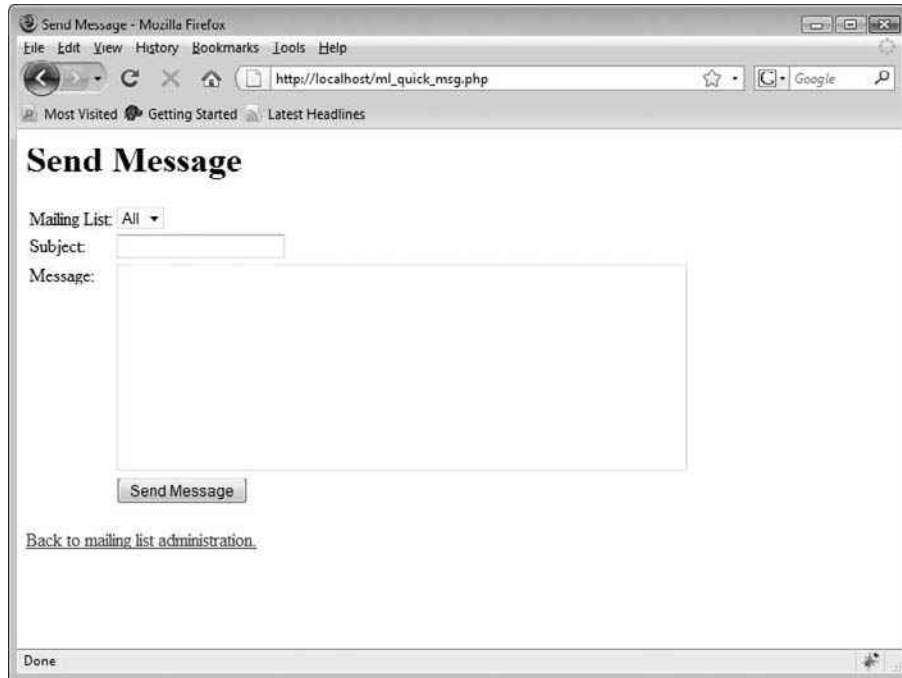 Send Message - Mozilla Firefox
File Edit View History Bookmarks Tools Help
http://localhost/ml_quick_msg.php
Google
Most Visited Getting Started Latest Headlines
Send Message
Mailing List: All
Subject:
Message:
Send Message
Back to mailing list administration.
Done